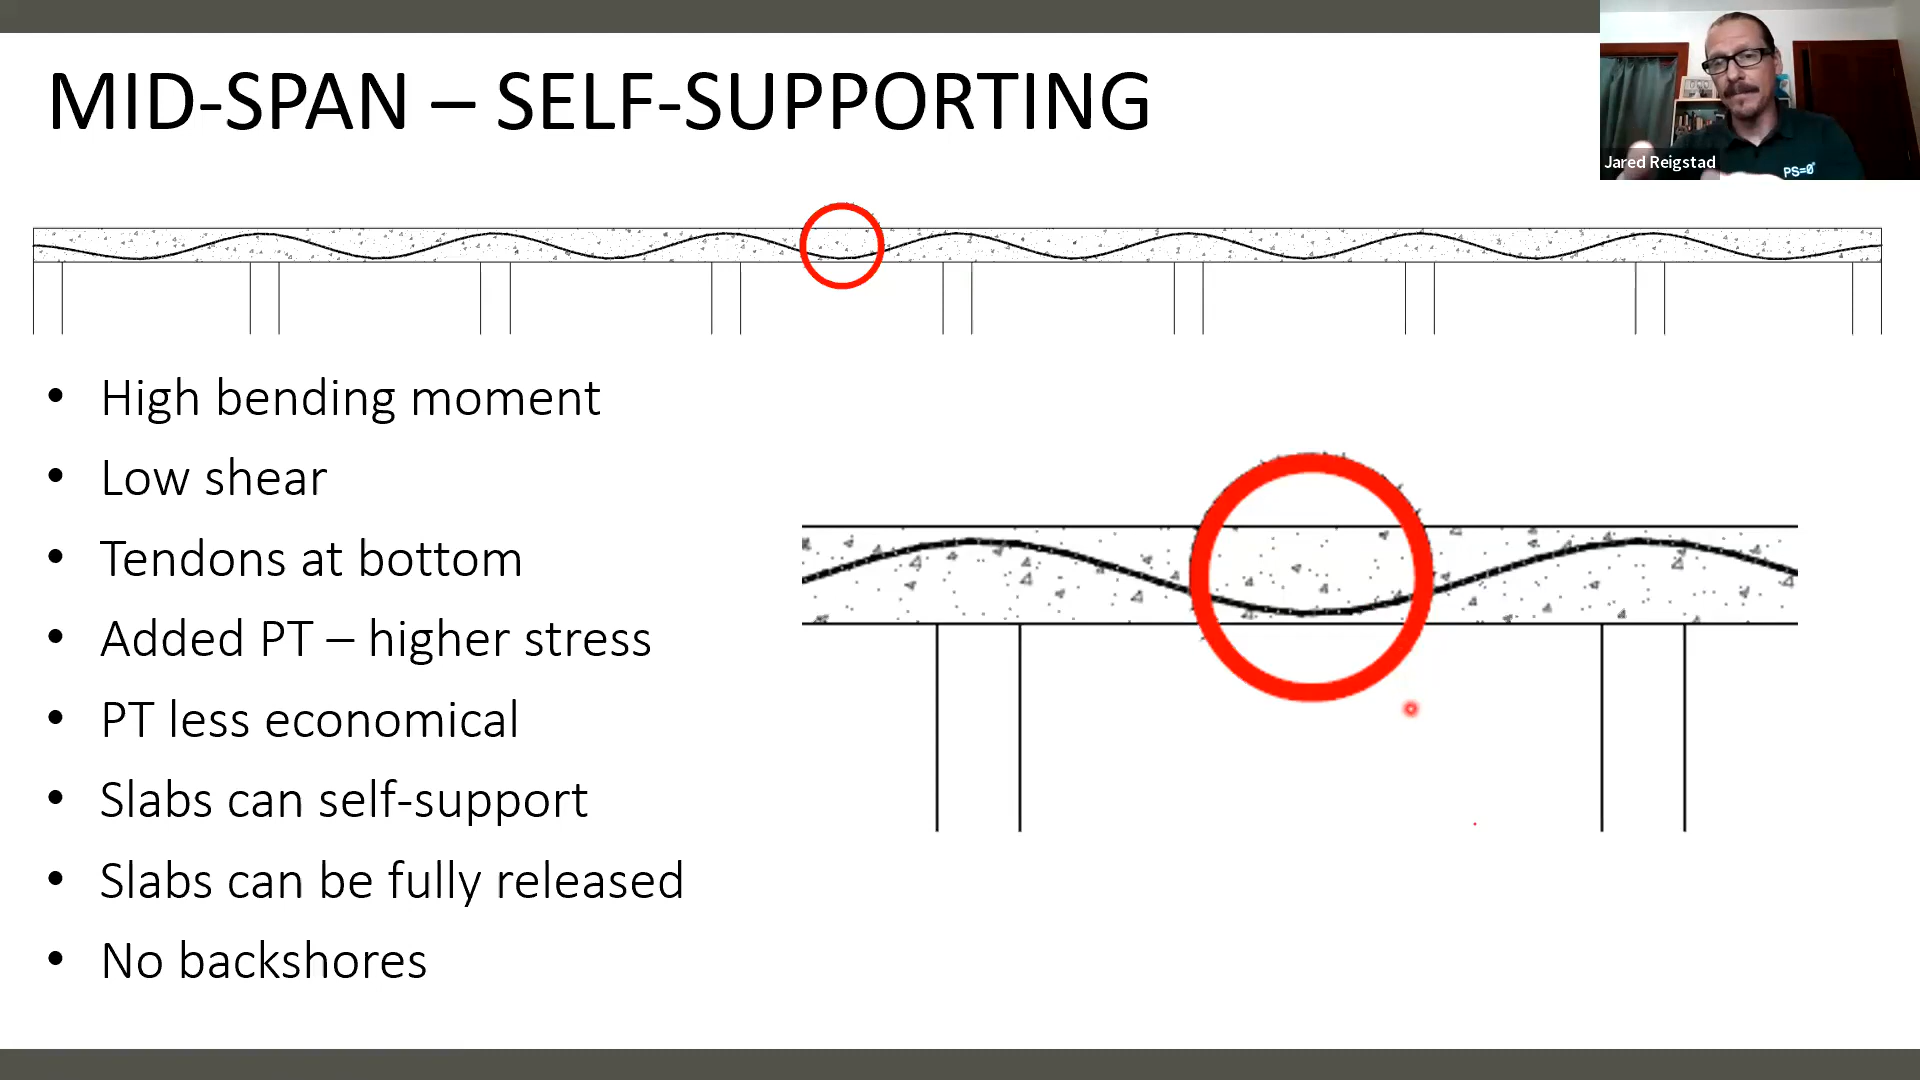 MID-SPAN – SELF-SUPPORTING
Jared Reigstad
PS=0"
• High bending moment
• Low shear
• Tendons at bottom
• Added PT – higher stress
• PT less economical
• Slabs can self-support
• Slabs can be fully released
• No backshores